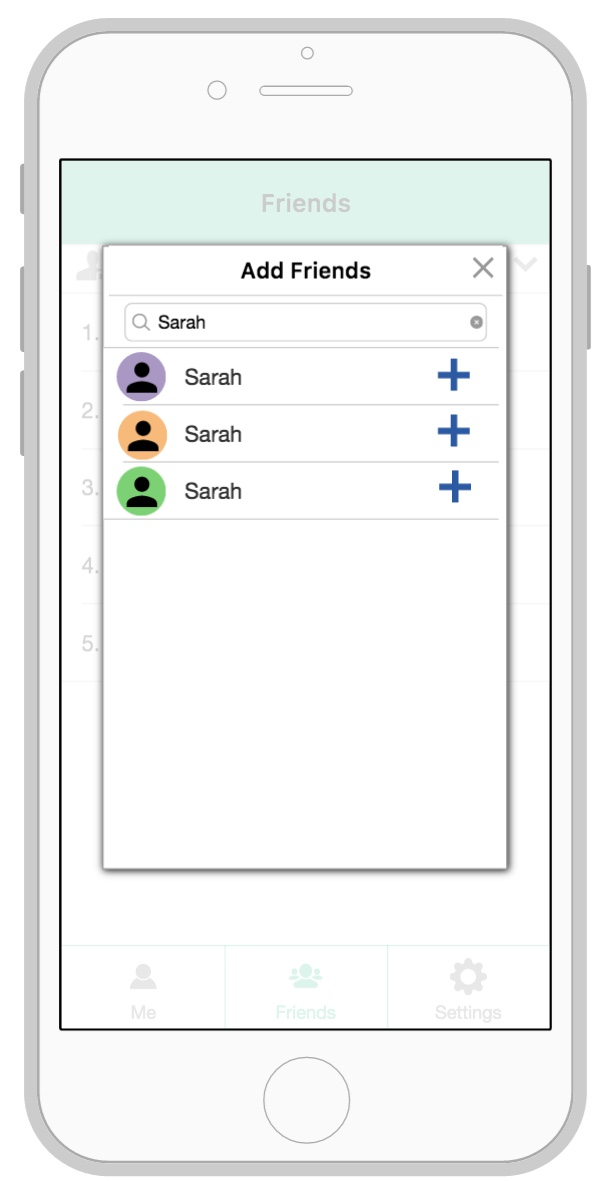 Friends
Add Friends
Sarah
1.
Sarah
2.
Sarah
3.
Sarah
4.
5.
Me
Friends
Settings